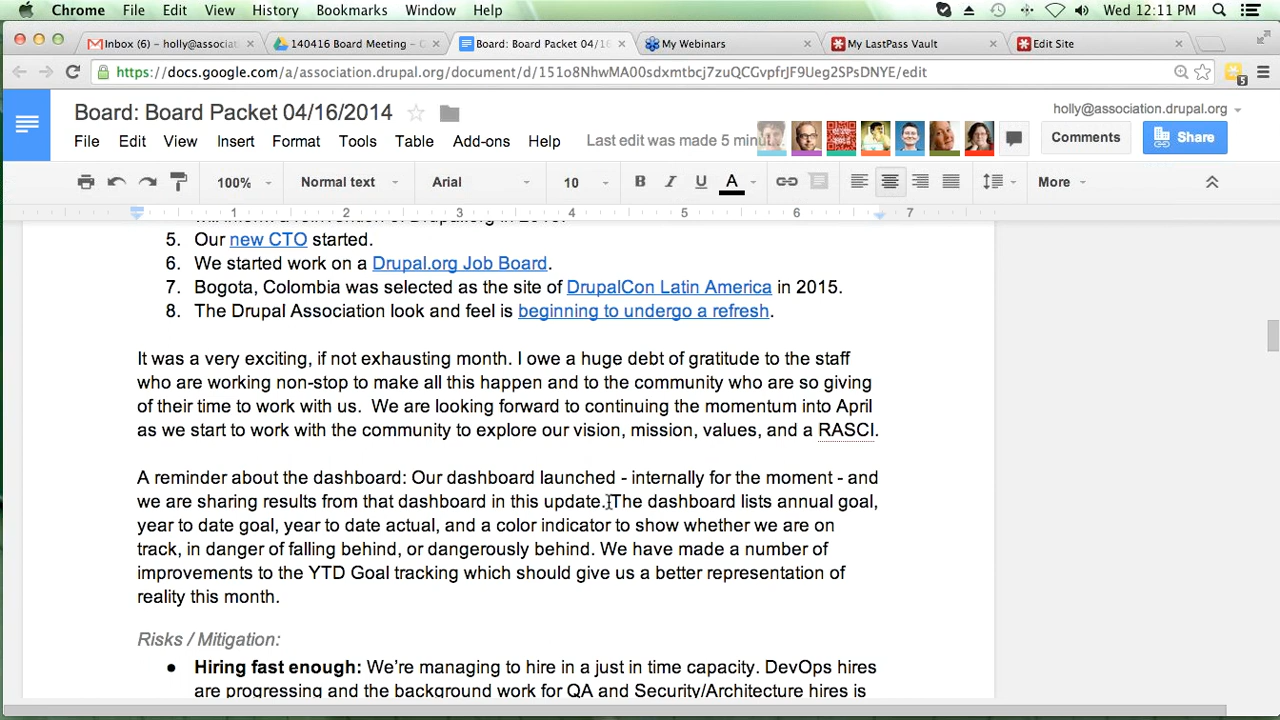 Chrome File Edit View History Bookmarks Window Help Wed 12:11 PM
Inbox (6) – holly@associat
140416 Board Meeting –
Board: Board Packet 04/16
My Webinars
My LastPass Vault
Edit Site
https://docs.google.com/a/association.drupal.org/document/d/151o8NhwMA00sdxmtbcj7zuQCGvpfrJF9Ueg2SPsDNYE/edit
5
Board: Board Packet 04/16/2014
holly@association.drupal.org
File Edit View Insert Format Tools Table Add-ons Help Last edit was made 5 minut
Comments Share
100% Normal text Arial 10 B I U A More
1 2 3 4 5 6 7
5. Our new CTO started.
6. We started work on a Drupal.org Job Board.
7. Bogota, Colombia was selected as the site of DrupalCon Latin America in 2015.
8. The Drupal Association look and feel is beginning to undergo a refresh.
It was a very exciting, if not exhausting month. I owe a huge debt of gratitude to the staff
who are working non-stop to make all this happen and to the community who are so giving
of their time to work with us. We are looking forward to continuing the momentum into April
as we start to work with the community to explore our vision, mission, values, and a RASCI.
A reminder about the dashboard: Our dashboard launched - internally for the moment - and
we are sharing results from that dashboard in this update. The dashboard lists annual goal,
year to date goal, year to date actual, and a color indicator to show whether we are on
track, in danger of falling behind, or dangerously behind. We have made a number of
improvements to the YTD Goal tracking which should give us a better representation of
reality this month.
Risks / Mitigation:
● Hiring fast enough: We're managing to hire in a just in time capacity. DevOps hires
are progressing and the background work for QA and Security/Architecture hires is